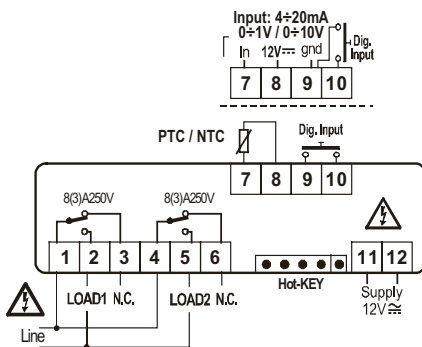 Input: 4÷20mA
0÷1V / 0÷10V
In 12V⎓ gnd
Dig.
Input
7 8 9 10
PTC / NTC
Dig. Input
7 8 9 10
8(3)A250V 8(3)A250V
1 2 3 4 5 6
11 12
Hot-KEY
LOAD1 N.C. LOAD2 N.C.
Supply
12V≂
Line